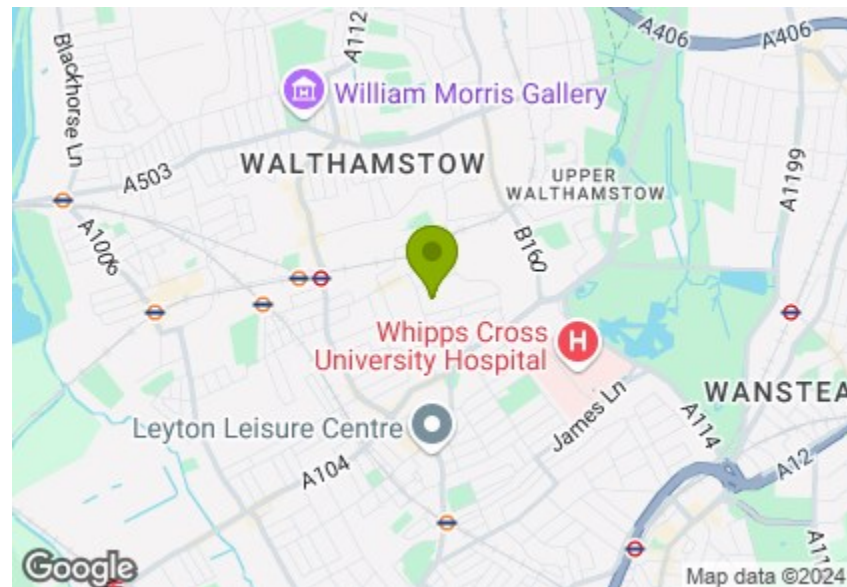 A406
A406
A112
Blackhorse Ln
William Morris Gallery
A503
WALTHAMSTOW
UPPER
WALTHAMSTOW
A1199
A1006
B160
Whipps Cross
University Hospital
H
WANSTEA
Leyton Leisure Centre
James Ln
A114
A104
A12
A11
Google
Map data ©2024